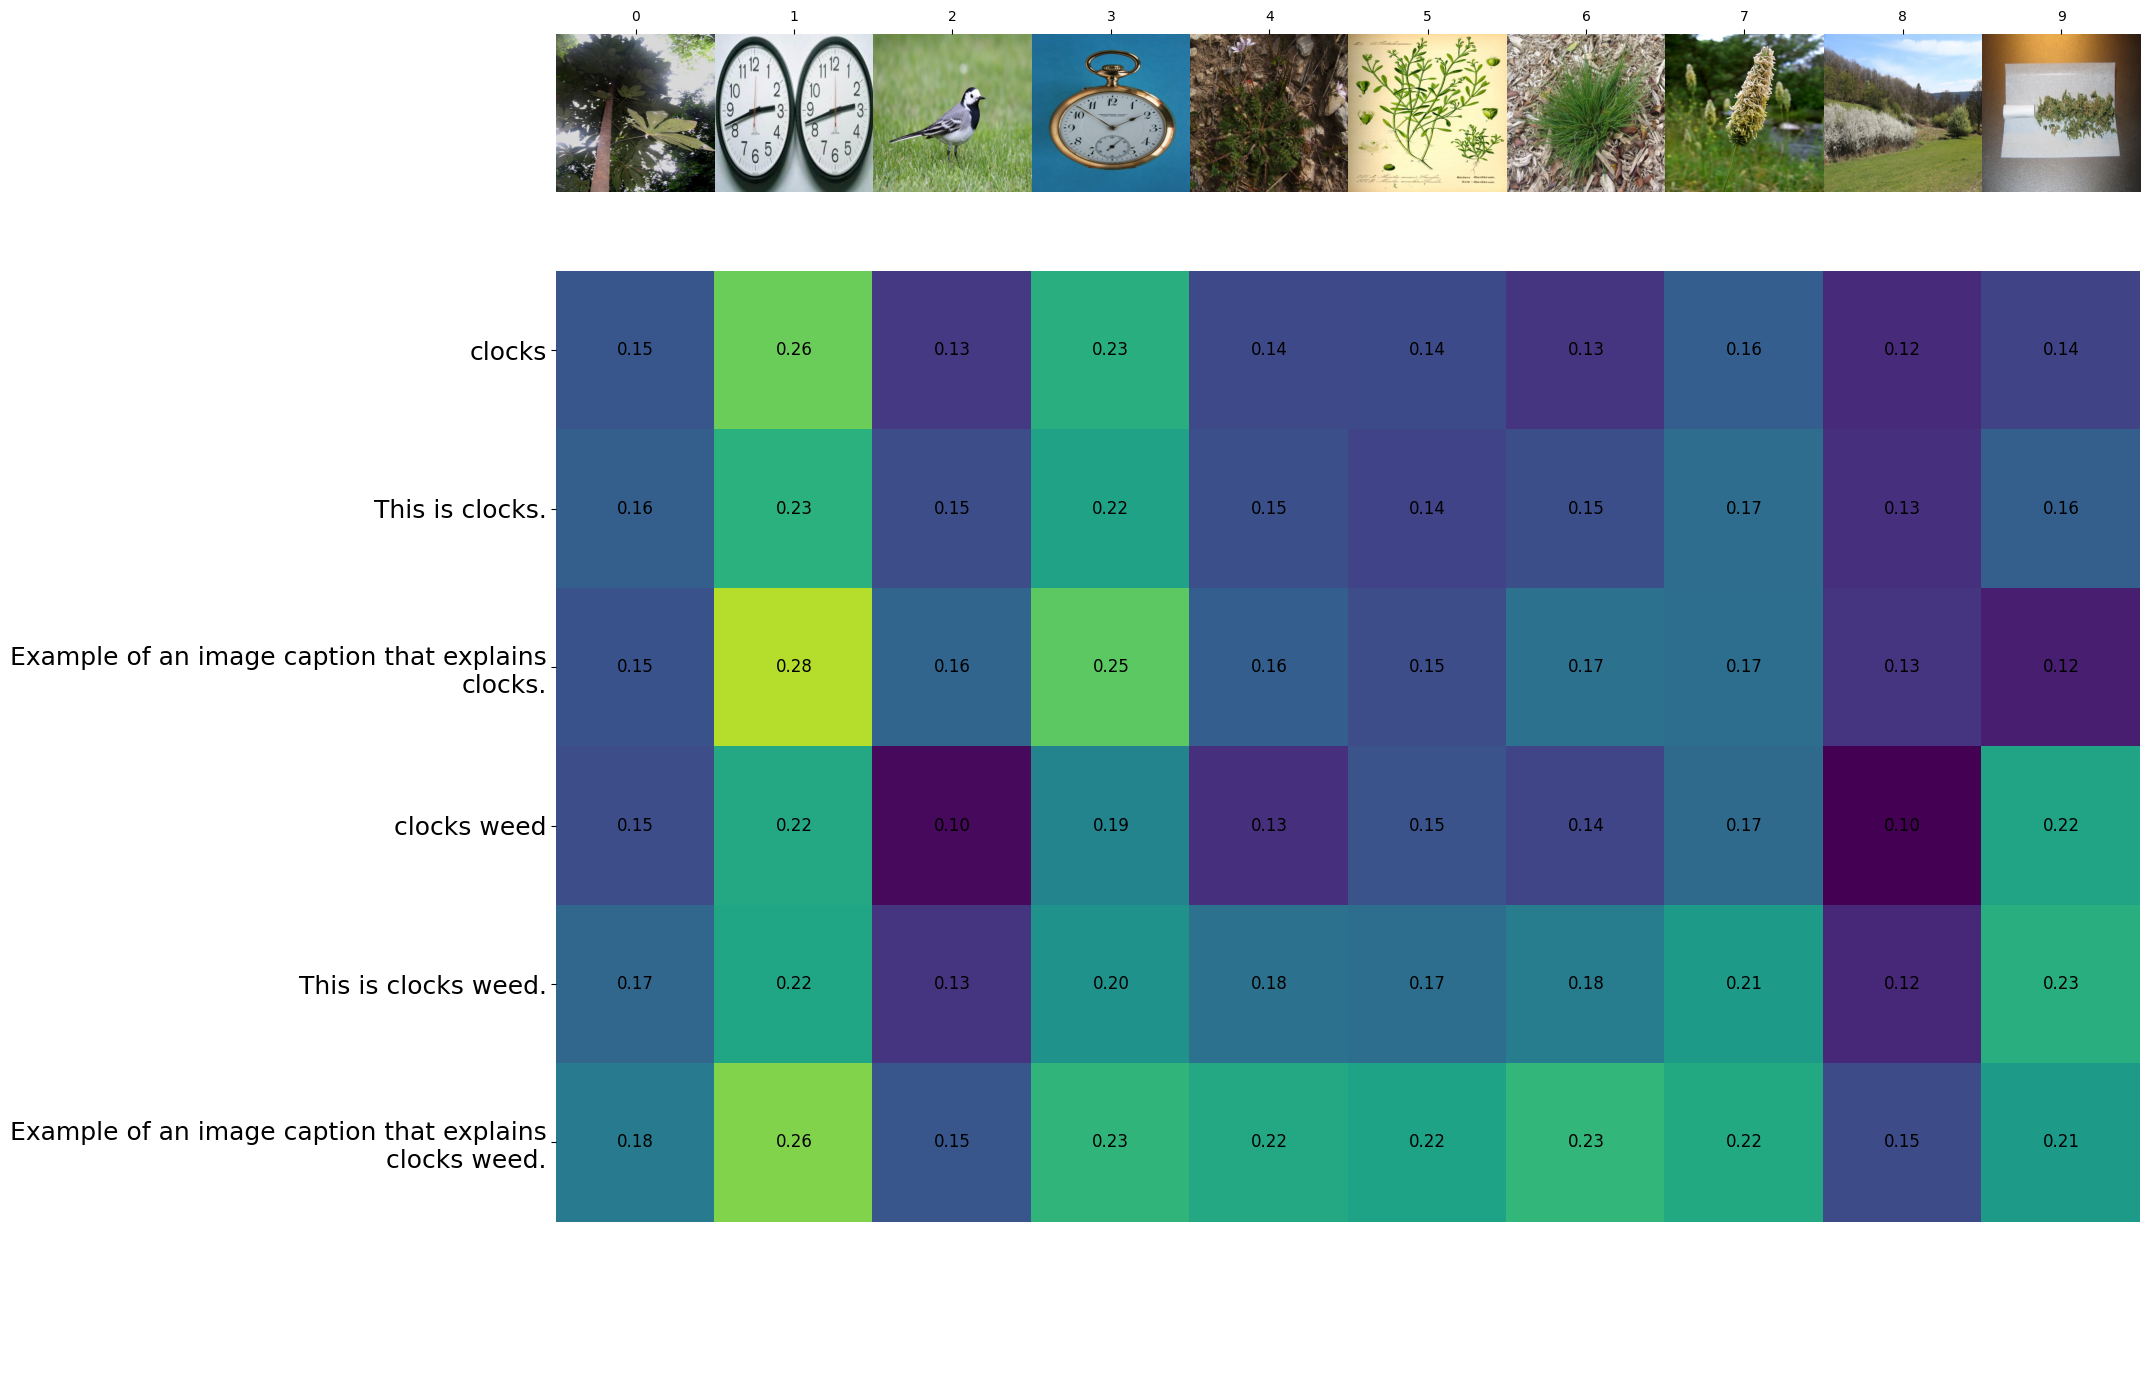 0 1 2 3 4 5 6 7 8 9
clocks 0.15 0.26 0.13 0.23 0.14 0.14 0.13 0.16 0.12 0.14
This is clocks. 0.16 0.23 0.15 0.22 0.15 0.14 0.15 0.17 0.13 0.16
Example of an image caption that explains
clocks. 0.15 0.28 0.16 0.25 0.16 0.15 0.17 0.17 0.13 0.12
clocks weed 0.15 0.22 0.10 0.19 0.13 0.15 0.14 0.17 0.10 0.22
This is clocks weed. 0.17 0.22 0.13 0.20 0.18 0.17 0.18 0.21 0.12 0.23
Example of an image caption that explains
clocks weed. 0.18 0.26 0.15 0.23 0.22 0.22 0.23 0.22 0.15 0.21